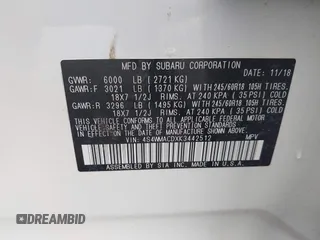 MFD. BY SUBARU CORPORATION
GVWR: 6000 LB (2721 KG) DATE: 11/18
GAWR:F 3021 LB (1370 KG) WITH 245/60R18 105H TIRES,
18X7 1/2J RIMS, AT 240 KPA ( 35 PSI) COLD
GAWR:R 3296 LB (1495 KG) WITH 245/60R18 105H TIRES,
18X7 1/2J RIMS, AT 240 KPA ( 35 PSI) COLD
THIS VEHICLE CONFORMS TO ALL APPLICABLE
FEDERAL MOTOR VEHICLE SAFETY, BUMPER, AND
THEFT PREVENTION STANDARDS IN EFFECT ON THE
DATE OF MANUFACTURE SHOWN ABOVE.
VIN: 4S4WMACDXK3442512 MPV
MADE BY SIA INC. IN U.S.A.
DREAMBID